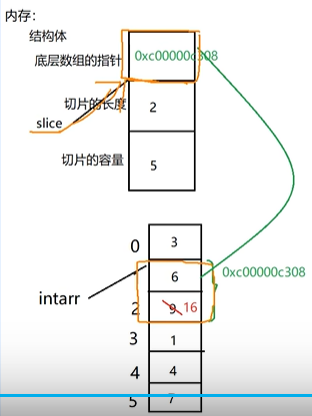 内存:
结构体
底层数组的指针 0xc00000c308
切片的长度 2
slice
切片的容量 5
0 3
6 0xc00000c308
intarr
2 9 16
3 1
4 4
5 7